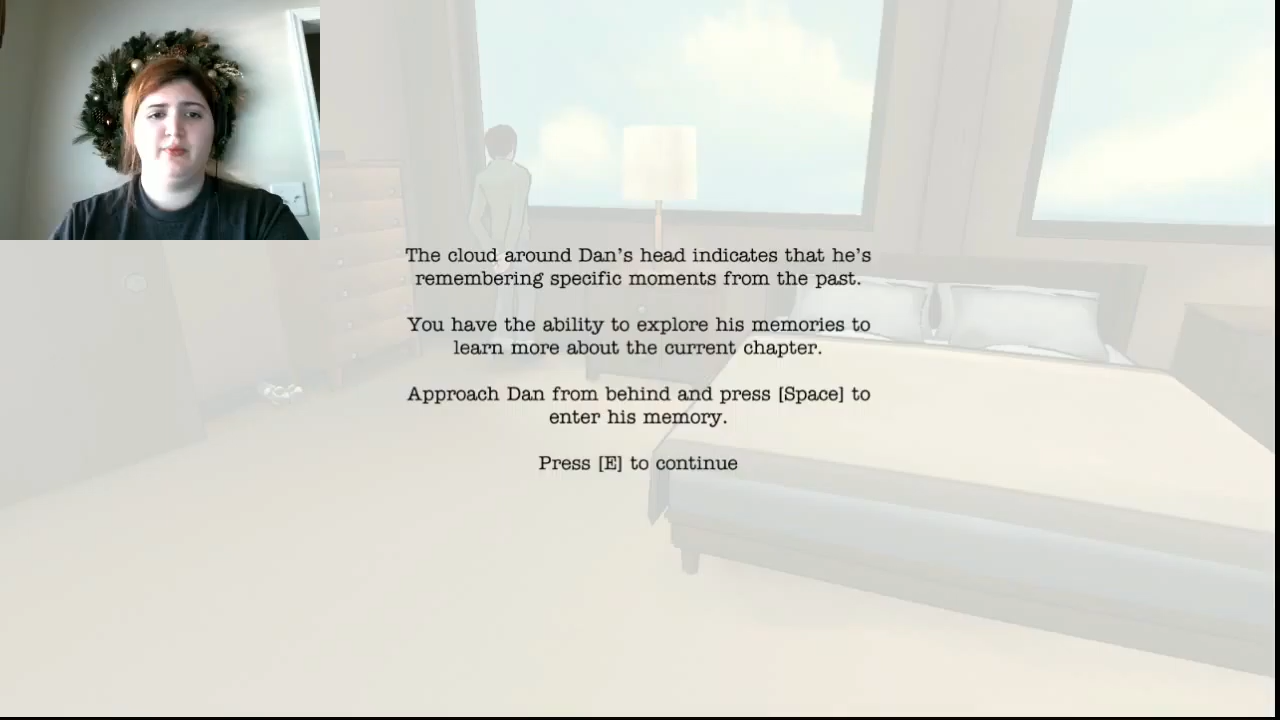 The cloud around Dan's head indicates that he's
remembering specific moments from the past.
You have the ability to explore his memories to
learn more about the current chapter.
Approach Dan from behind and press [Space] to
enter his memory.
Press [E] to continue